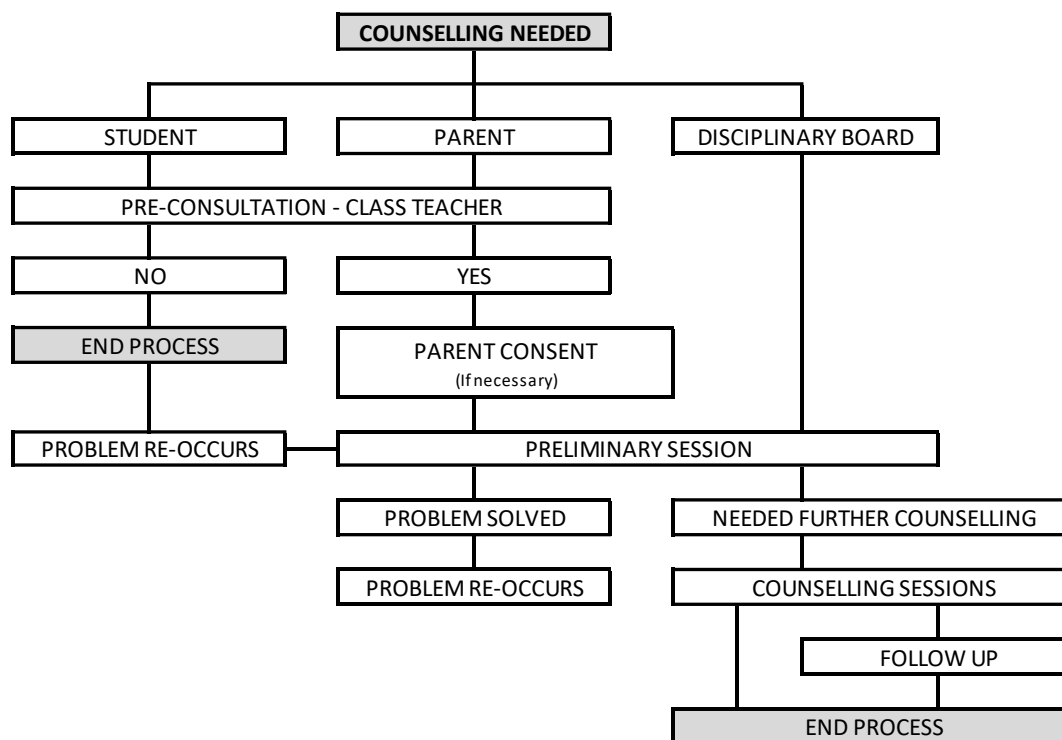 COUNSELLING NEEDED
STUDENT
PARENT
DISCIPLINARY BOARD
PRE-CONSULTATION - CLASS TEACHER
NO
YES
END PROCESS
PARENT CONSENT
(If necessary)
PROBLEM RE-OCCURS
PRELIMINARY SESSION
PROBLEM SOLVED
NEEDED FURTHER COUNSELLING
PROBLEM RE-OCCURS
COUNSELLING SESSIONS
FOLLOW UP
END PROCESS